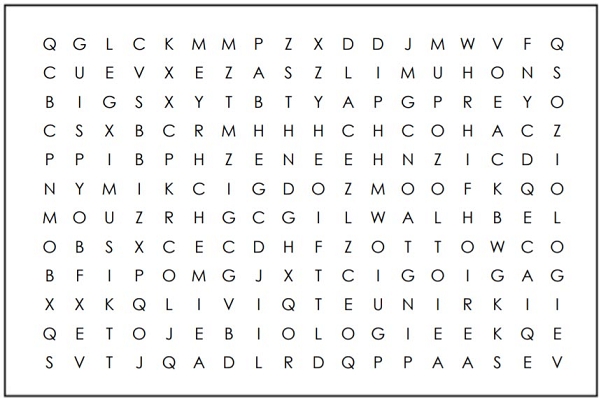 Q G L C K M M P Z X D D J M W V F Q
C U E V X E Z A S Z L I M U H O N S
B I G S X Y T B T Y A P G P R E Y O
C S X B C R M H H H C H C O H A C Z
P P I B P H Z E N E E H N Z I C D I
N Y M I K C I G D O Z M O O F K Q O
M O U Z R H G C G I L W A L H B E L
O B S X C E C D H F Z O T T O W C O
B F I P O M G J X T C I G O I G A G
X X K Q L I V I Q T E U N I R K I I
Q E T O J E B I O L O G I E E K Q E
S V T J Q A D L R D Q P P A A S E V